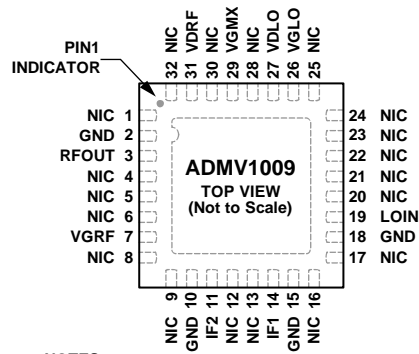 32 NIC
31 VDRF
30 NIC
29 VGMX
28 NIC
27 VDLO
26 VGLO
25 NIC
PIN1
INDICATOR
NIC 1
GND 2
RFOUT 3
NIC 4
NIC 5
NIC 6
VGRF 7
NIC 8
ADMV1009
TOP VIEW
(Not to Scale)
24 NIC
23 NIC
22 NIC
21 NIC
20 NIC
19 LOIN
18 GND
17 NIC
NIC 9
GND 10
IF2 11
NIC 12
NIC 13
IF1 14
GND 15
NIC 16